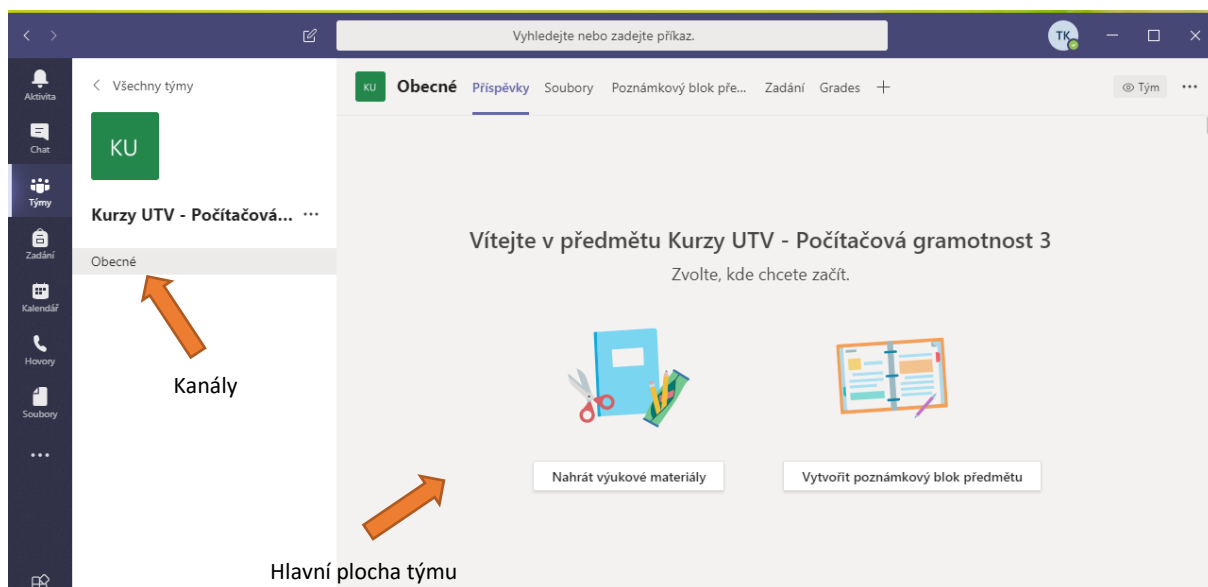 Vyhledejte nebo zadejte příkaz.
TK
Aktivita
Chat
Týmy
Zadání
Kalendář
Hovory
Soubory
Všechny týmy
KU
Kurzy UTV - Počítačová...
Obecné
Kanály
KU
Obecné Příspěvky Soubory Poznámkový blok pře... Zadání Grades
Tým
Vítejte v předmětu Kurzy UTV - Počítačová gramotnost 3
Zvolte, kde chcete začít.
Nahrát výukové materiály
Vytvořit poznámkový blok předmětu
Hlavní plocha týmu